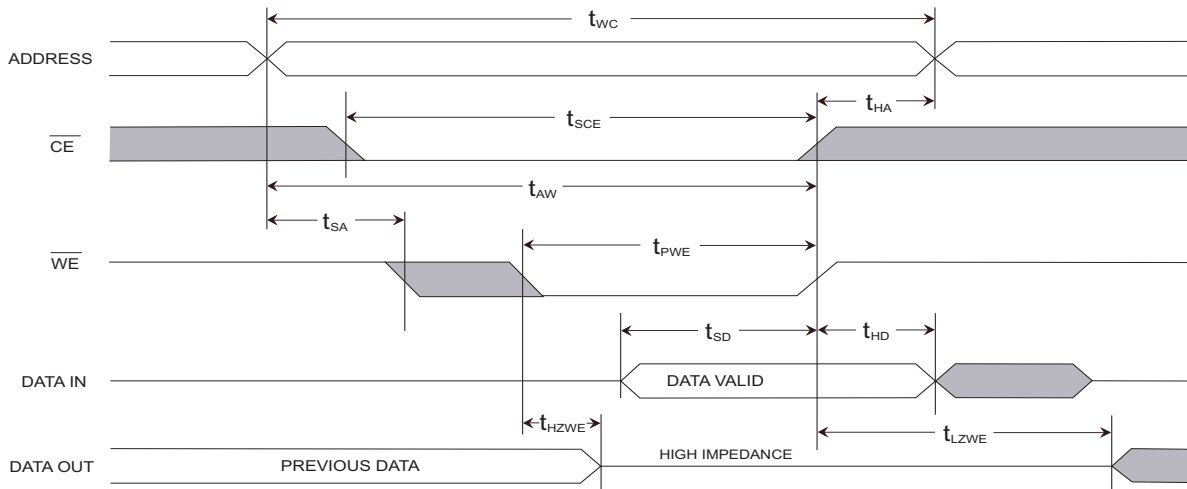 tWC
ADDRESS
tHA
tSCE
CE
tAW
tSA
tPWE
WE
tSD
tHD
DATA IN
DATA VALID
tHZWE
tLZWE
DATA OUT
PREVIOUS DATA
HIGH IMPEDANCE